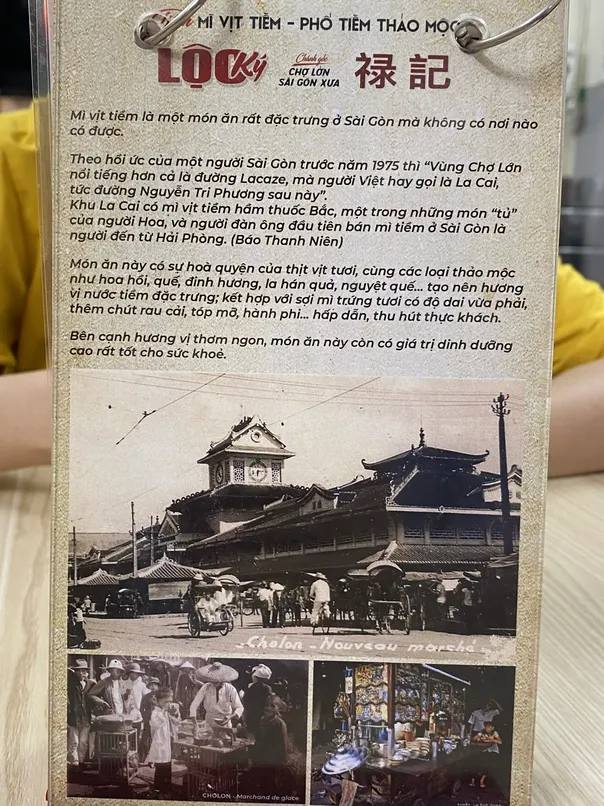 MÌ VỊT TIỀM – PHỞ TIỀM THẢO MỘC
LỘC Ký
Chánh gốc
CHỢ LỚN
SÀI GÒN XƯA
祿記
Mì vịt tiềm là một món ăn rất đặc trưng ở Sài Gòn mà không có nơi nào
có được.
Theo hồi ức của một người Sài Gòn trước năm 1975 thì “Vùng Chợ Lớn
nổi tiếng hơn cả là đường Lacaze, mà người Việt hay gọi là La Cai,
tức đường Nguyễn Tri Phương sau này”.
Khu La Cai có mì vịt tiềm hầm thuốc Bắc, một trong những món “tủ”
của người Hoa, và người đàn ông đầu tiên bán mì tiềm ở Sài Gòn là
người đến từ Hải Phòng. (Báo Thanh Niên)
Món ăn này có sự hoà quyện của thịt vịt tươi, cùng các loại thảo mộc
như hoa hồi, quế, đinh hương, la hán quả, nguyệt quế... tạo nên hương
vị nước tiềm đặc trưng; kết hợp với sợi mì trứng tươi có độ dai vừa phải,
thêm chút rau cải, tóp mỡ, hành phi... hấp dẫn, thu hút thực khách.
Bên cạnh hương vị thơm ngon, món ăn này còn có giá trị dinh dưỡng
cao rất tốt cho sức khoẻ.
Cholon - Nouveau marché
CHOLON - Marchand de glace